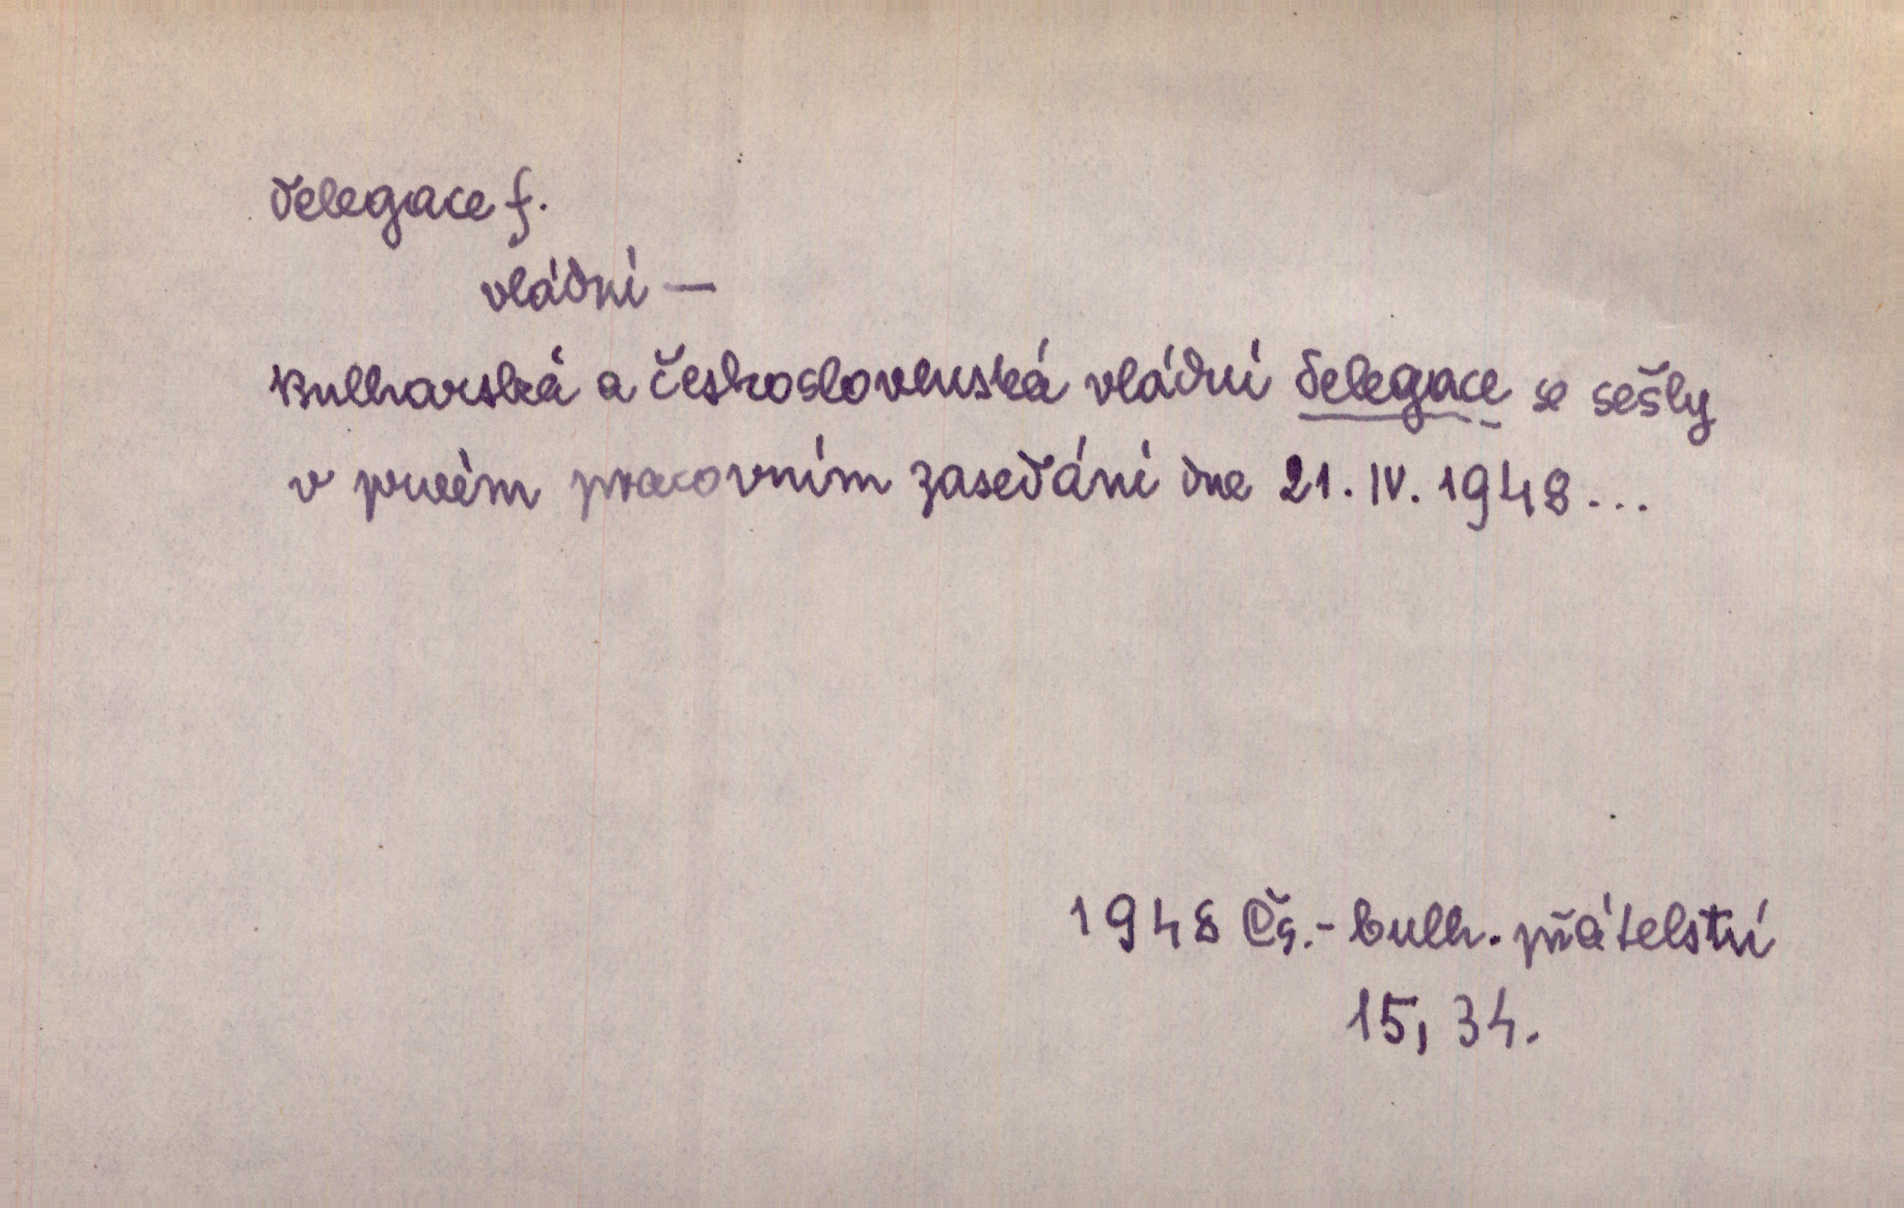 delegace f.
vládní —
Bulharská a československá vládní delegace se sešly
v prvém pracovním zasedání dne 21. IV. 1948...
1948 Čs.-bulh. přátelství
15, 34.